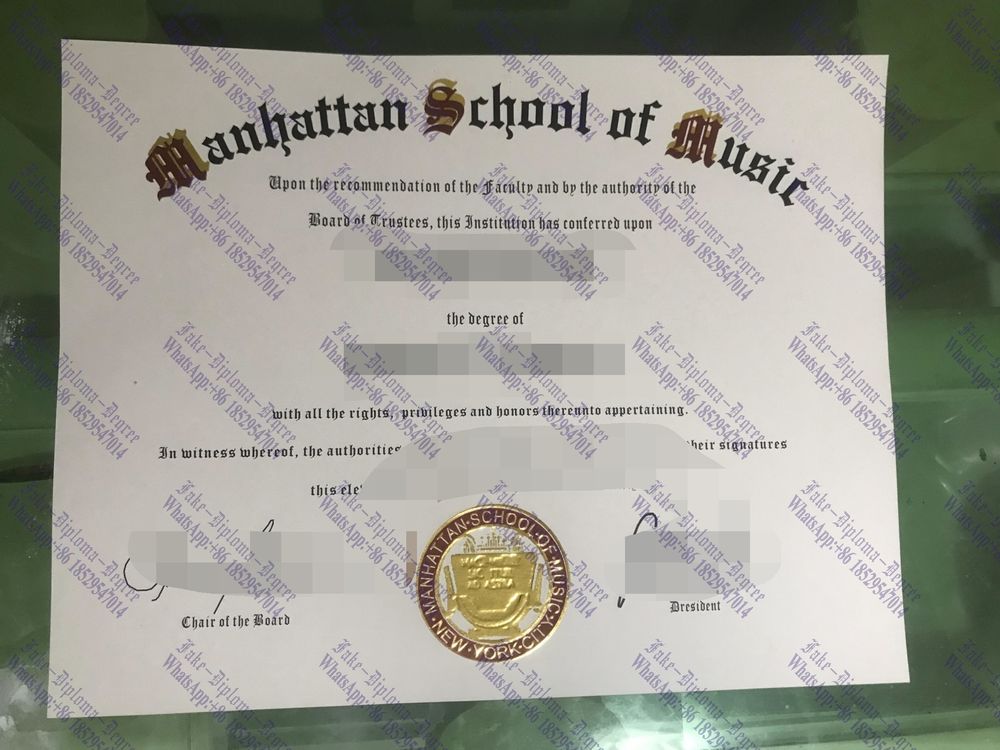 Manhattan School of Music
Upon the recommendation of the Faculty and by the authority of the
Board of Trustees, this Institution has conferred upon
the degree of
with all the rights, privileges and honors thereunto appertaining.
In witness whereof, the authorities
their signatures
this ele
MANHATTAN·SCHOOL·OF·MUSIC
·NEW·YORK·CITY·
Chair of the Board
President
Fake-Diploma-Degree
WhatsApp:+86 18529547014